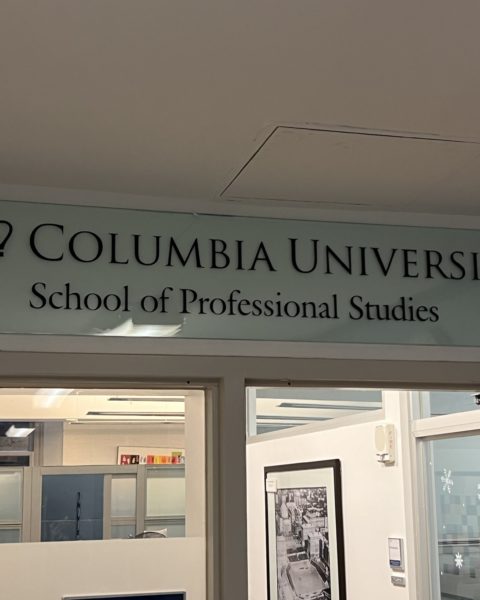 COLUMBIA UNIVERSI
School of Professional Studies